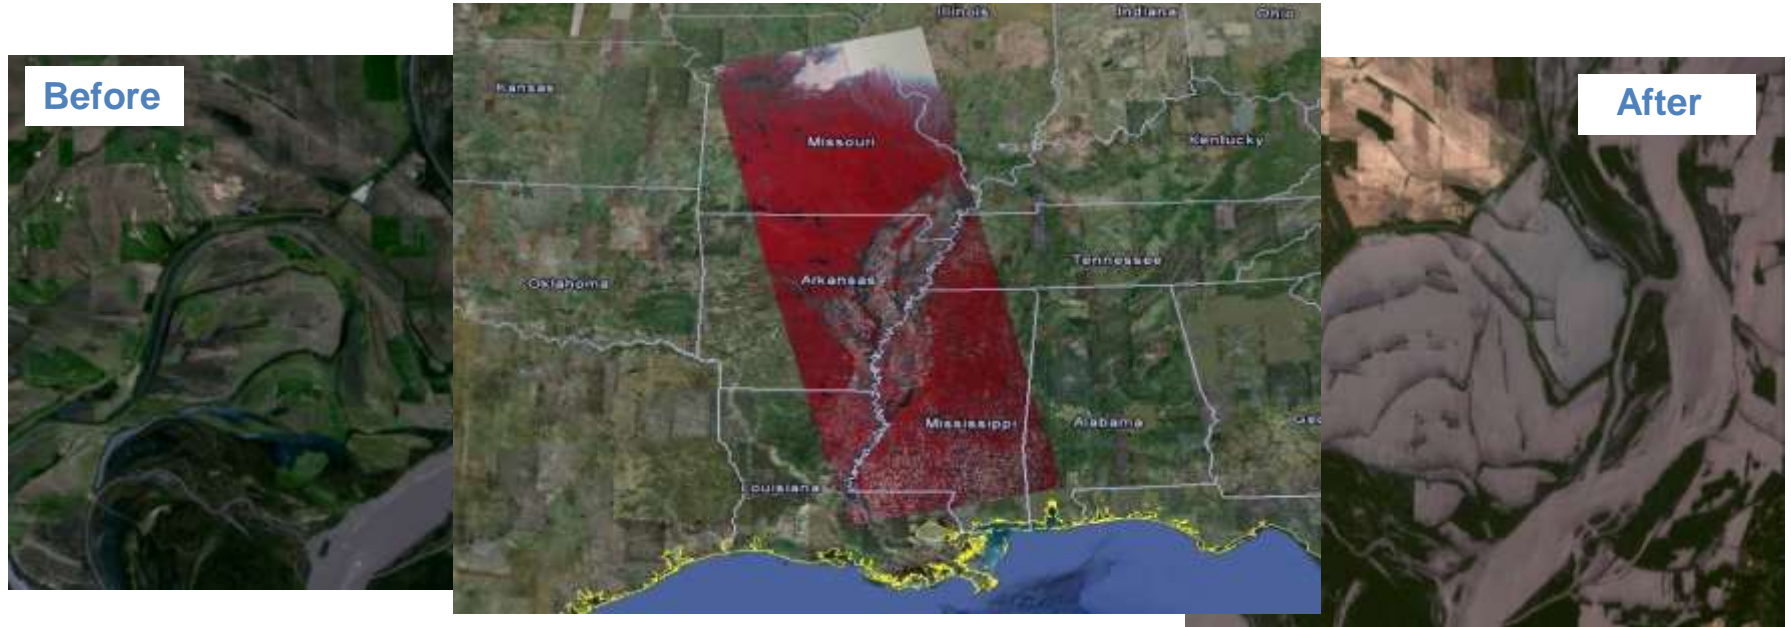 Before
Illinois
Indiana
Ohio
Kansas
Missouri
Kentucky
Oklahoma
Arkansas
Tennessee
Mississippi
Alabama
Louisiana
After